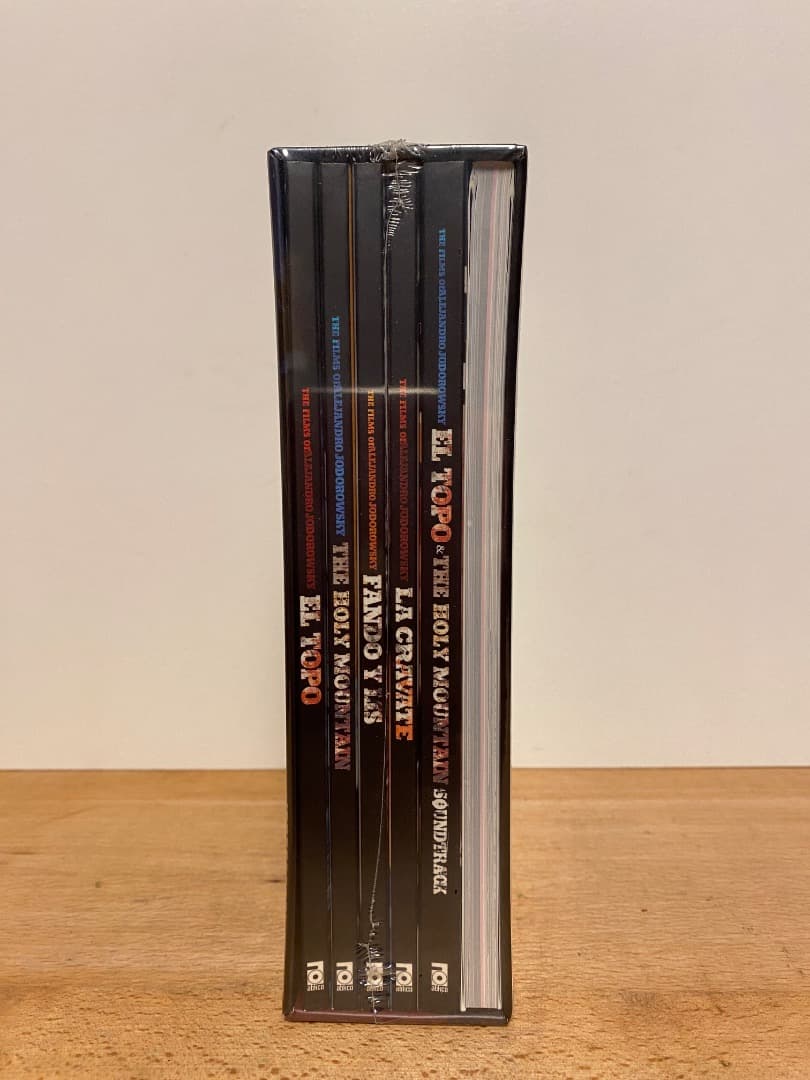 THE FILMS OF ALEJANDRO JODOROWSKY EL TOPO
THE FILMS OF ALEJANDRO JODOROWSKY THE HOLY MOUNTAIN
THE FILMS OF ALEJANDRO JODOROWSKY FANDO Y LIS
THE FILMS OF ALEJANDRO JODOROWSKY LA CRAVATE
THE FILMS OF ALEJANDRO JODOROWSKY EL TOPO & THE HOLY MOUNTAIN SOUNDTRACK